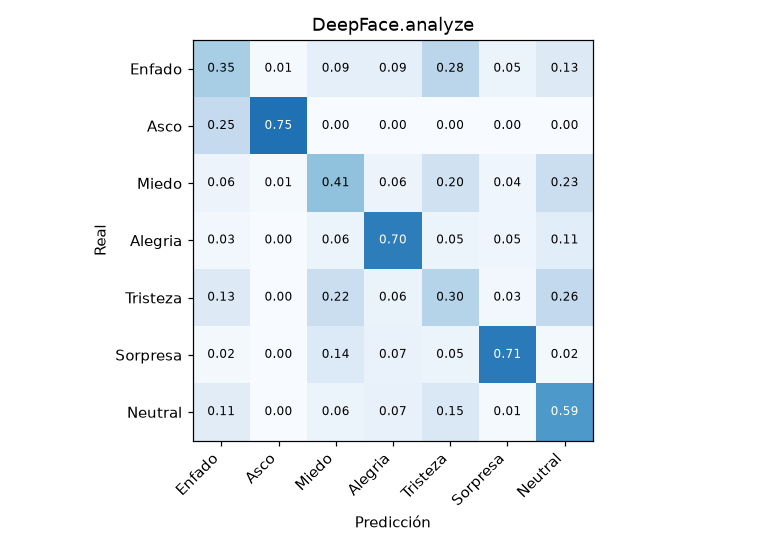 DeepFace.analyze
Real
Enfado 0.35 0.01 0.09 0.09 0.28 0.05 0.13
Asco 0.25 0.75 0.00 0.00 0.00 0.00 0.00
Miedo 0.06 0.01 0.41 0.06 0.20 0.04 0.23
Alegria 0.03 0.00 0.06 0.70 0.05 0.05 0.11
Tristeza 0.13 0.00 0.22 0.06 0.30 0.03 0.26
Sorpresa 0.02 0.00 0.14 0.07 0.05 0.71 0.02
Neutral 0.11 0.00 0.06 0.07 0.15 0.01 0.59
Enfado Asco Miedo Alegria Tristeza Sorpresa Neutral
Predicción